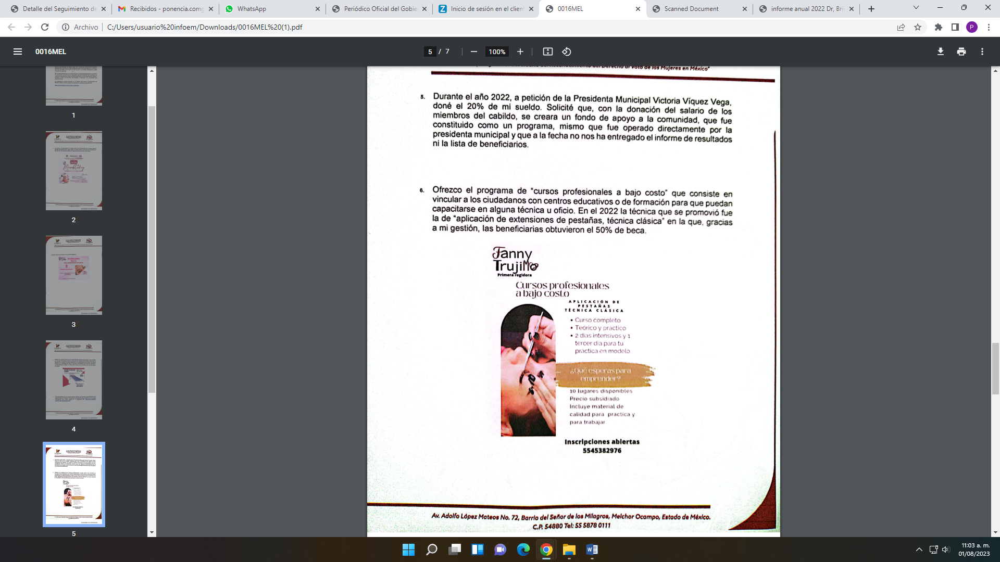 Detalle del Seguimiento de
Recibidos - ponencia.comg
WhatsApp
Periódico Oficial del Gobie
Inicio de sesión en el client
0016MEL
Scanned Document
informe anual 2022 Dr, Bri
Archivo
C:/Users/usuario%20infoem/Downloads/0016MEL%20(1).pdf
P
0016MEL
5 / 7
100%
1
2
3
4
5
del Derecho al Voto de las Mujeres en México"
5. Durante el año 2022, a petición de la Presidenta Municipal Victoria Víquez Vega,
doné el 20% de mi sueldo. Solicité que, con la donación del salario de los
miembros del cabildo, se creara un fondo de apoyo a la comunidad, que fue
constituido como un programa, mismo que fue operado directamente por la
presidenta municipal y que a la fecha no nos ha entregado el informe de resultados
ni la lista de beneficiarios.
6. Ofrezco el programa de "cursos profesionales a bajo costo" que consiste en
vincular a los ciudadanos con centros educativos o de formación para que puedan
capacitarse en alguna técnica u oficio. En el 2022 la técnica que se promovió fue
la de "aplicación de extensiones de pestañas, técnica clásica" en la que, gracias
a mi gestión, las beneficiarias obtuvieron el 50% de beca.
Fanny
Trujillo
Primera regidora
Cursos profesionales
a bajo costo
APLICACIÓN DE
PESTAÑAS
TÉCNICA CLÁSICA
• Curso completo
• Teórico y práctico
• 2 días intensivos y 1
tercer día para tu
práctica en modelo.
¿Qué esperas para
emprender?
10 lugares disponibles
Precio subsidiado
Incluye material de
calidad para práctica y
para trabajar
Inscripciones abiertas
5545382976
Av. Adolfo López Mateos No. 72, Barrio del Señor de los Milagros, Melchor Ocampo, Estado de México.
C.P. 54880 Tel: 55 5878 0111
11:03 a. m.
01/08/2023